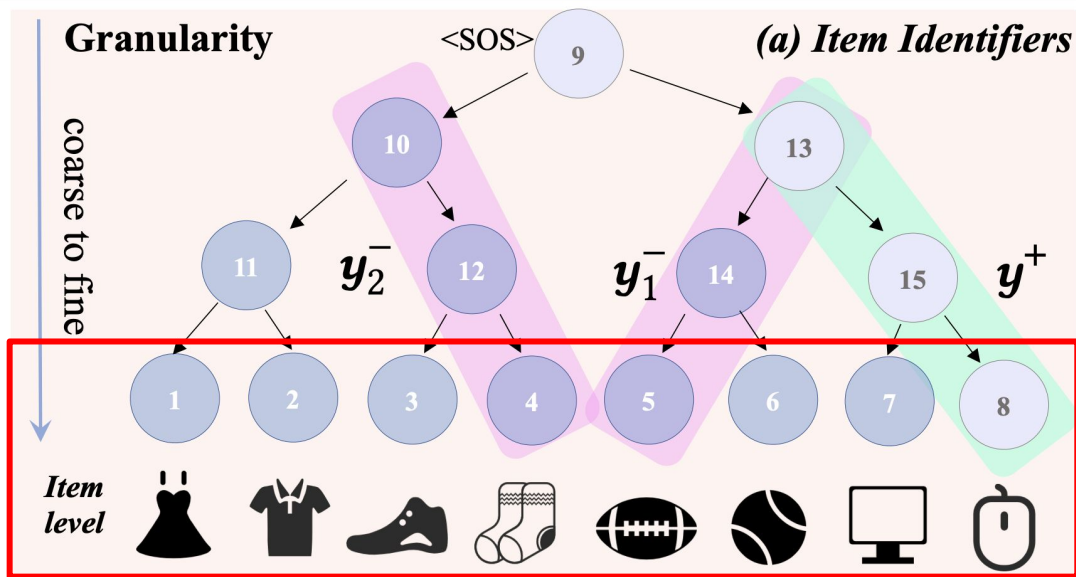 Granularity
<SOS>
(a) Item Identifiers
9
10
13
coarse to fine
11
y₂⁻
12
y₁⁻
14
15
y⁺
1 2 3 4 5 6 7 8
Item
level